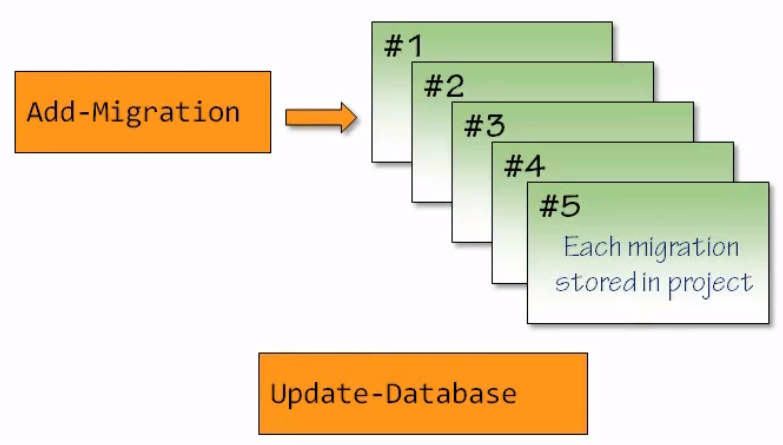 Add-Migration
#1
#2
#3
#4
#5
Each migration
stored in project
Update-Database